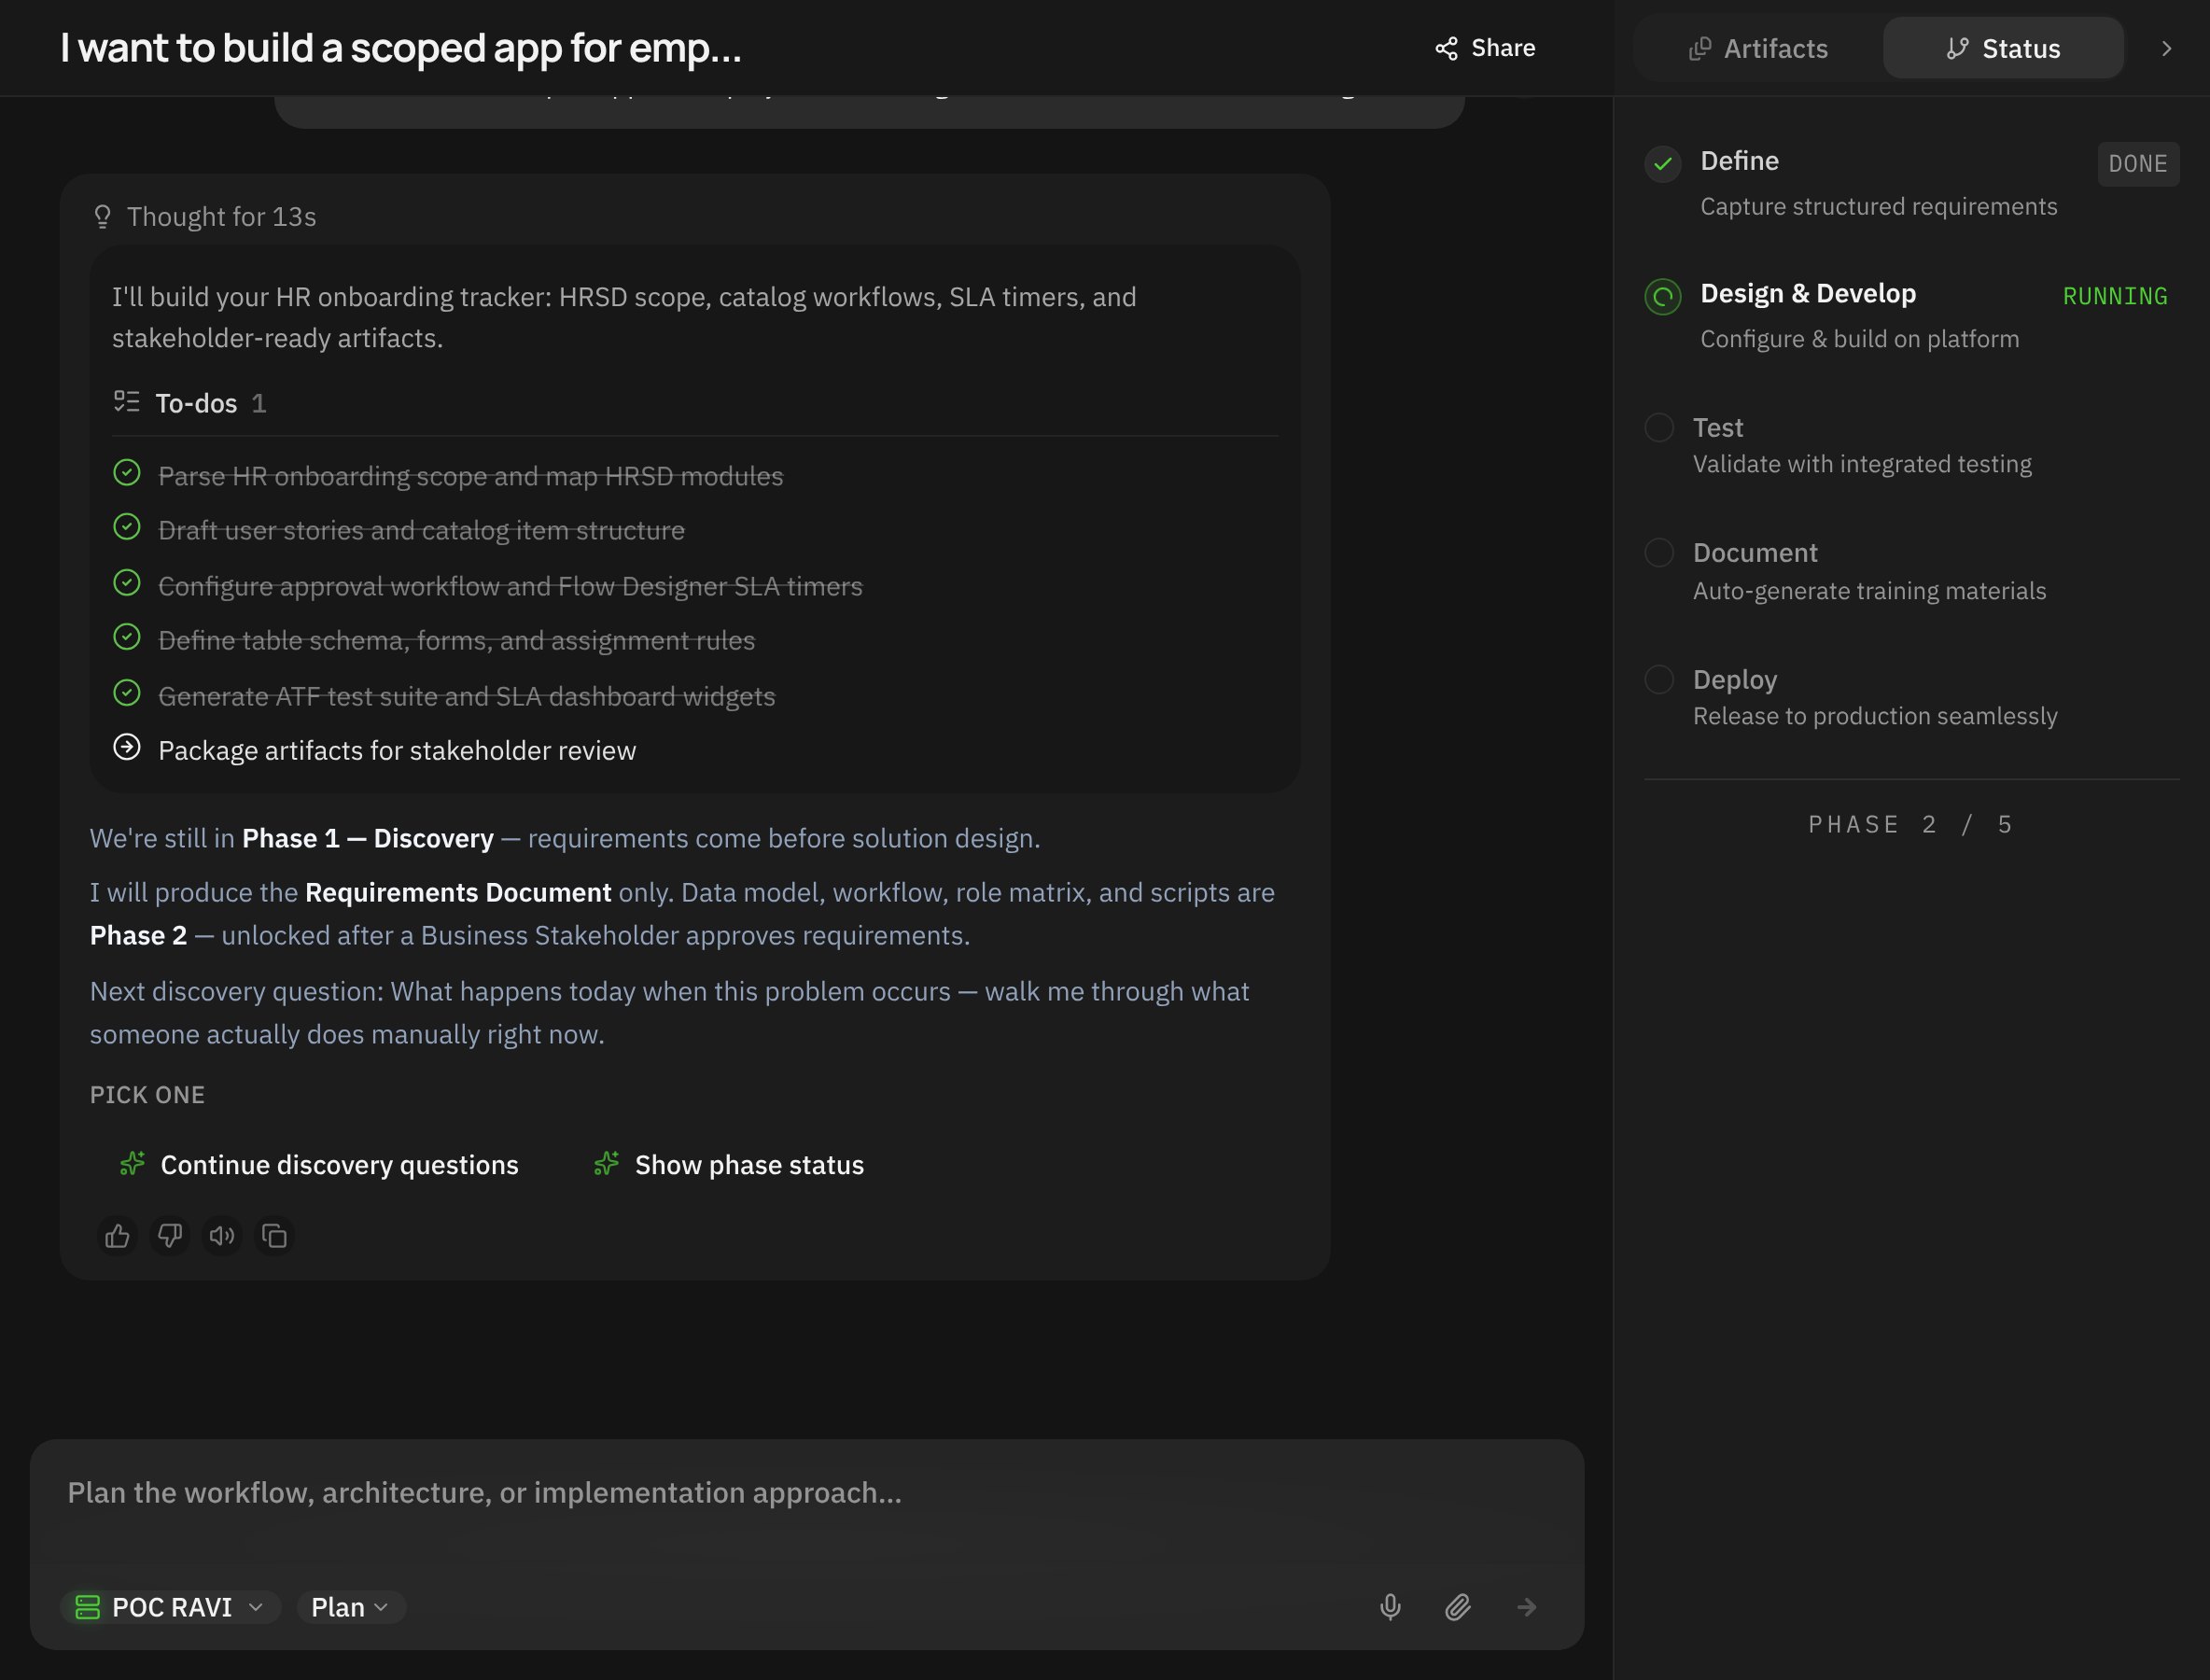 I want to build a scoped app for emp...
Share
Artifacts
Status
Thought for 13s
I'll build your HR onboarding tracker: HRSD scope, catalog workflows, SLA timers, and
stakeholder-ready artifacts.
To-dos 1
Parse HR onboarding scope and map HRSD modules
Draft user stories and catalog item structure
Configure approval workflow and Flow Designer SLA timers
Define table schema, forms, and assignment rules
Generate ATF test suite and SLA dashboard widgets
Package artifacts for stakeholder review
We're still in Phase 1 — Discovery — requirements come before solution design.
I will produce the Requirements Document only. Data model, workflow, role matrix, and scripts are
Phase 2 — unlocked after a Business Stakeholder approves requirements.
Next discovery question: What happens today when this problem occurs — walk me through what
someone actually does manually right now.
PICK ONE
Continue discovery questions
Show phase status
Plan the workflow, architecture, or implementation approach...
POC RAVI
Plan
Define
DONE
Capture structured requirements
Design & Develop
RUNNING
Configure & build on platform
Test
Validate with integrated testing
Document
Auto-generate training materials
Deploy
Release to production seamlessly
PHASE 2 / 5